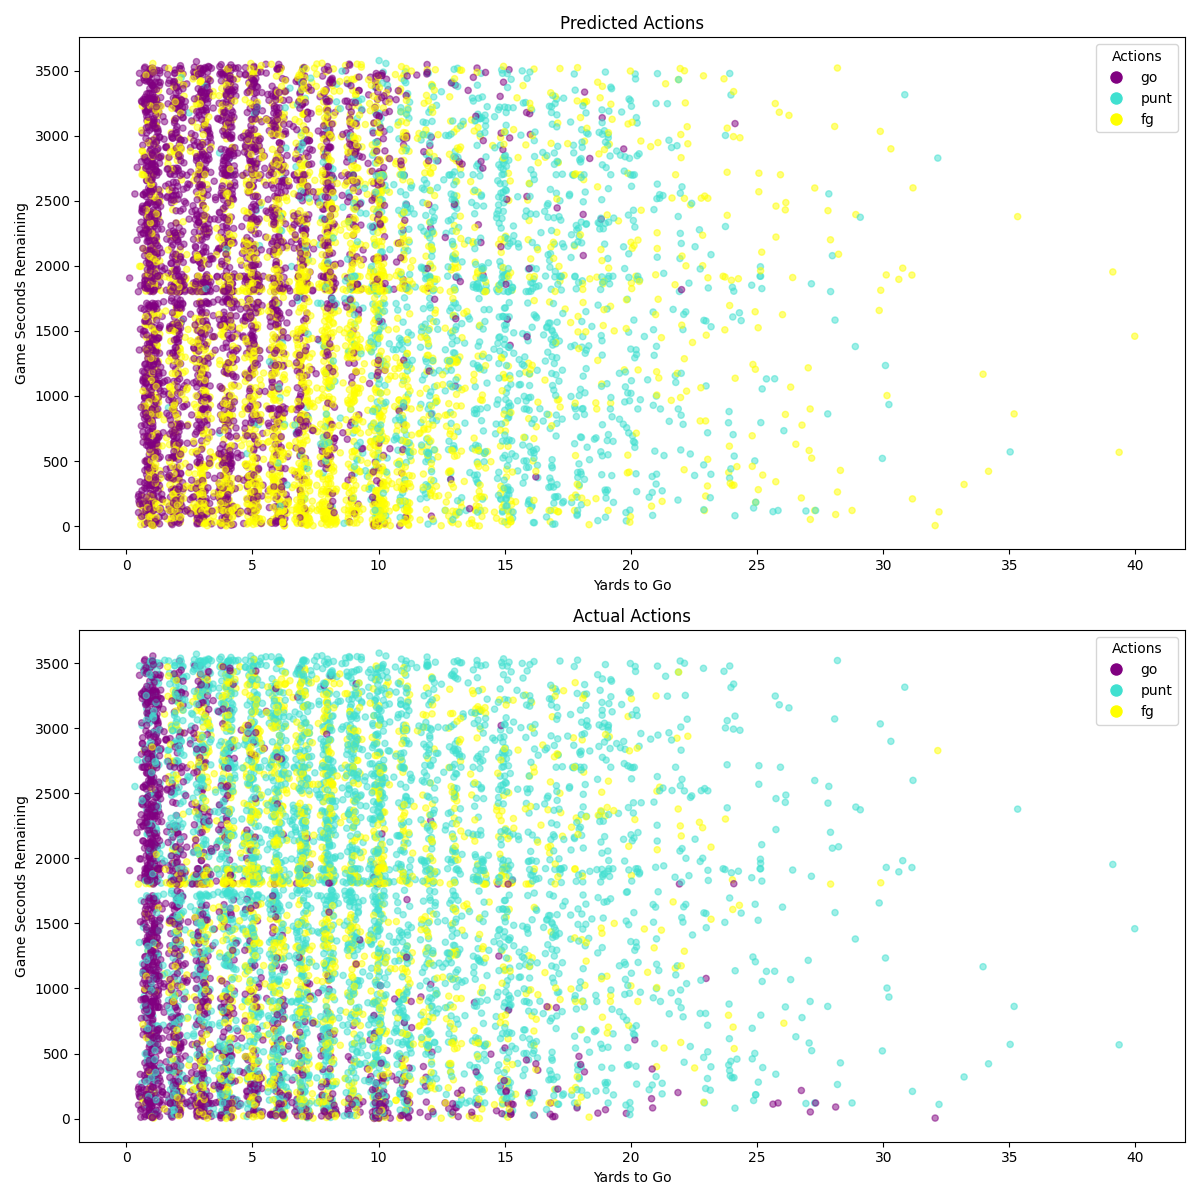 Predicted Actions
Game Seconds Remaining
3500
3000
2500
2000
1500
1000
500
0
Actions
go
punt
fg
0 5 10 15 20 25 30 35 40
Yards to Go
Actual Actions
Game Seconds Remaining
3500
3000
2500
2000
1500
1000
500
0
Actions
go
punt
fg
0 5 10 15 20 25 30 35 40
Yards to Go